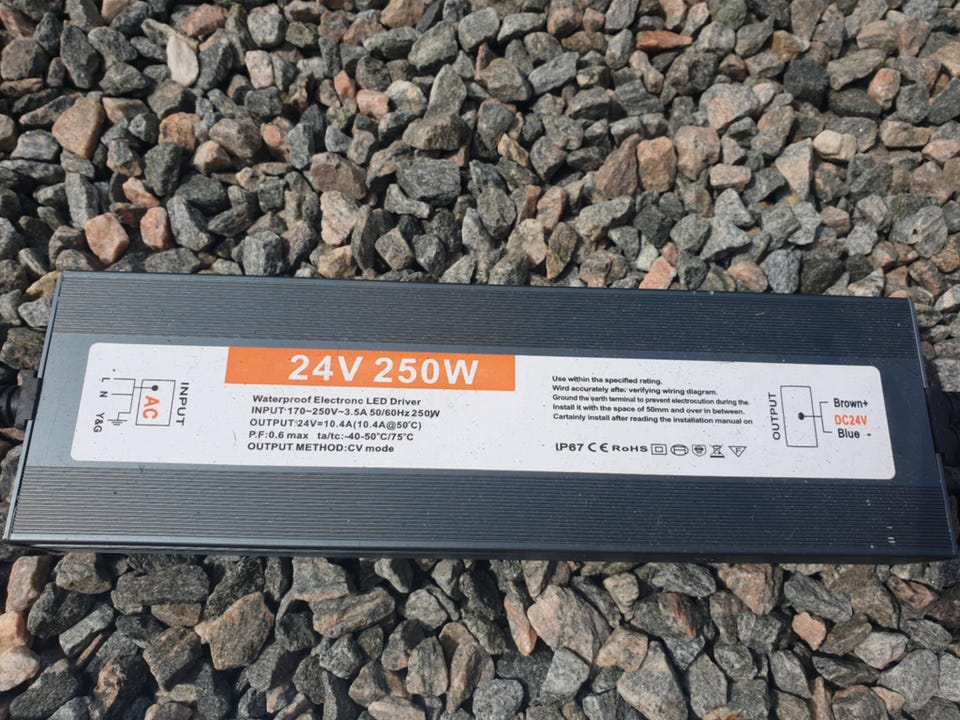 24V 250W
INPUT
L
N
Y&G
AC
Waterproof Electronc LED Driver
INPUT:170~250V~3.5A 50/60Hz 250W
OUTPUT:24V=10.4A(10.4A@50°C)
P.F:0.6 max ta/tc:-40-50°C/75°C
OUTPUT METHOD:CV mode
Use within tha specified rating.
Wird accurately after verifying wiring diagram.
Ground the earth terminal to prevent electrocution during the.
Install it with the space of 50mm and over in between.
Cartainly install after reading the installation manual on
IP67 CE RoHS
F
OUTPUT
Brown+
DC24V
Blue -